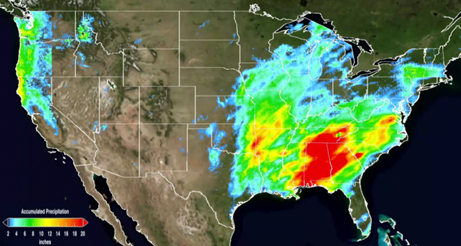 Accumulated Precipitation
2 4 6 8 10 12 14 16 18 20
inches